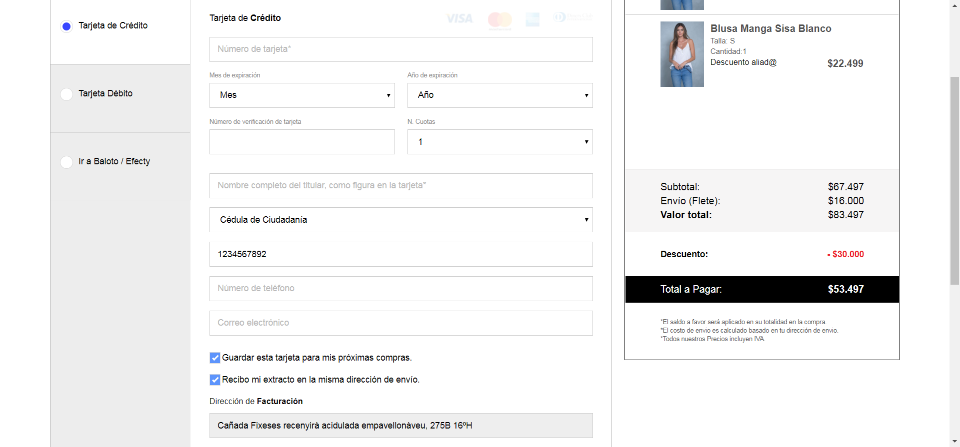 Tarjeta de Crédito
Tarjeta Débito
Ir a Baloto / Efecty
Tarjeta de Crédito
VISA
Número de tarjeta*
Mes de expiración
Año de expiración
Mes
Año
Número de verificación de tarjeta
N. Cuotas
1
Nombre completo del titular, como figura en la tarjeta*
Cédula de Ciudadanía
1234567892
Número de teléfono
Correo electrónico
Guardar esta tarjeta para mis próximas compras.
Recibo mi extracto en la misma dirección de envío.
Dirección de Facturación
Cañada Fixeses recenyirà acidulada empavellonàveu, 275B 16ºH
Blusa Manga Sisa Blanco
Talla: S
Cantidad:1
Descuento aliad@
$22.499
Subtotal: $67.497
Envío (Flete): $16.000
Valor total: $83.497
Descuento: - $30.000
Total a Pagar: $53.497
*El saldo a favor será aplicado en su totalidad en la compra
*El costo de envio es calculado basado en tu dirección de envio.
*Todos nuestros Precios incluyen IVA